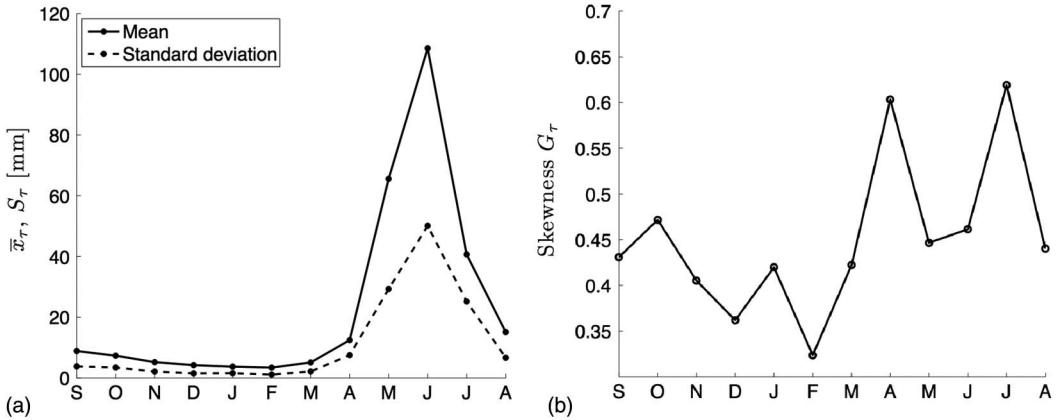 120
100
80
60
40
20
0
x̅τ, Sτ [mm]
Mean
Standard deviation
S O N D J F M A M J J A
(a)
0.7
0.65
0.6
0.55
0.5
0.45
0.4
0.35
Skewness Gτ
S O N D J F M A M J J A
(b)